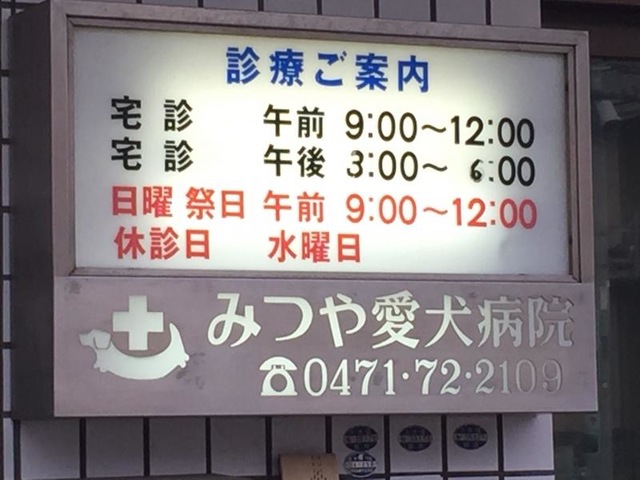 診療ご案内
宅診 午前 9:00〜12:00
宅診 午後 3:00〜 6:00
日曜 祭日 午前 9:00〜12:00
休診日 水曜日
みつや愛犬病院
☎0471・72・2109